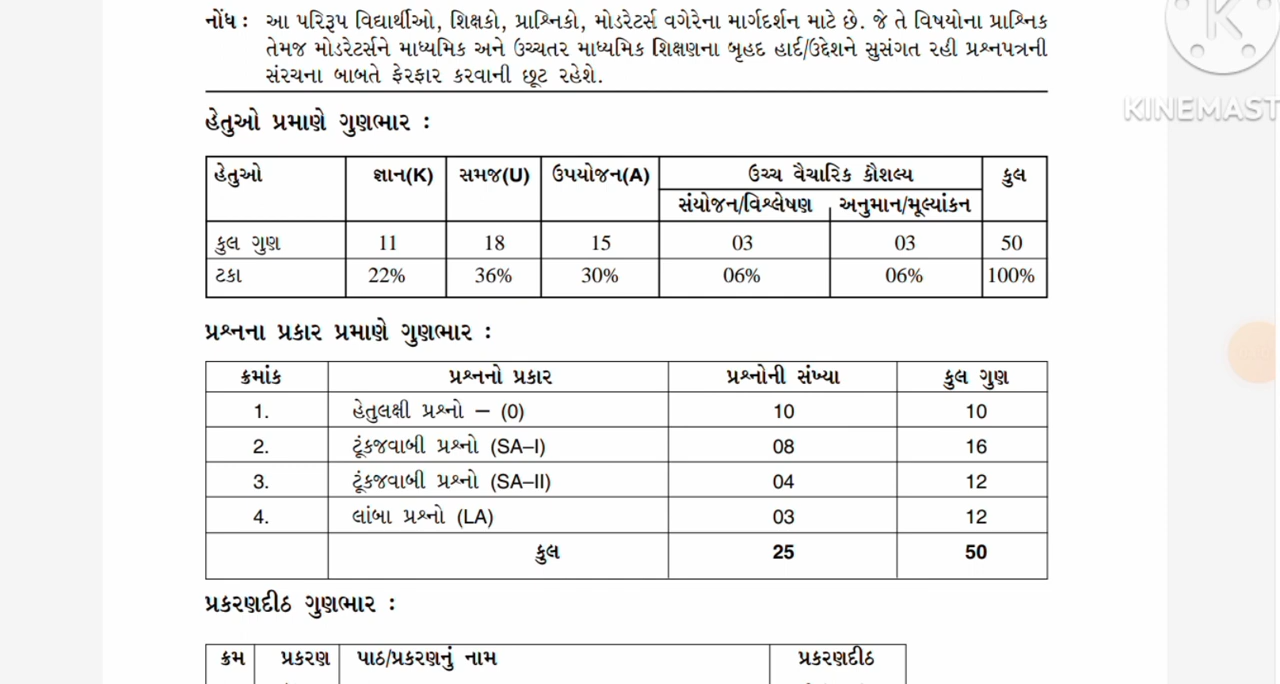 નોંધ : આ પરિરૂપ વિદ્યાર્થીઓ, શિક્ષકો, પ્રાશ્નિકો, મોડરેટર્સ વગેરેના માર્ગદર્શન માટે છે. જે તે વિષયોના પ્રાશ્નિક
તેમજ મોડરેટર્સને માધ્યમિક અને ઉચ્ચતર માધ્યમિક શિક્ષણના બૃહદ હાર્દ/ઉદ્દેશને સુસંગત રહી પ્રશ્નપત્રની
સંરચના બાબતે ફેરફાર કરવાની છૂટ રહેશે.
KINEMAST
હેતુઓ પ્રમાણે ગુણભાર :
હેતુઓ જ્ઞાન(K) સમજ(U) ઉપયોજન(A) ઉચ્ચ વૈચારિક કૌશલ્ય કુલ
સંયોજન/વિશ્લેષણ અનુમાન/મૂલ્યાંકન
કુલ ગુણ 11 18 15 03 03 50
ટકા 22% 36% 30% 06% 06% 100%
પ્રશ્નના પ્રકાર પ્રમાણે ગુણભાર :
ક્રમાંક પ્રશ્નનો પ્રકાર પ્રશ્નોની સંખ્યા કુલ ગુણ
1. હેતુલક્ષી પ્રશ્નો – (0) 10 10
2. ટૂંકજવાબી પ્રશ્નો (SA–I) 08 16
3. ટૂંકજવાબી પ્રશ્નો (SA–II) 04 12
4. લાંબા પ્રશ્નો (LA) 03 12
કુલ 25 50
પ્રકરણદીઠ ગુણભાર :
ક્રમ પ્રકરણ પાઠ/પ્રકરણનું નામ પ્રકરણદીઠ